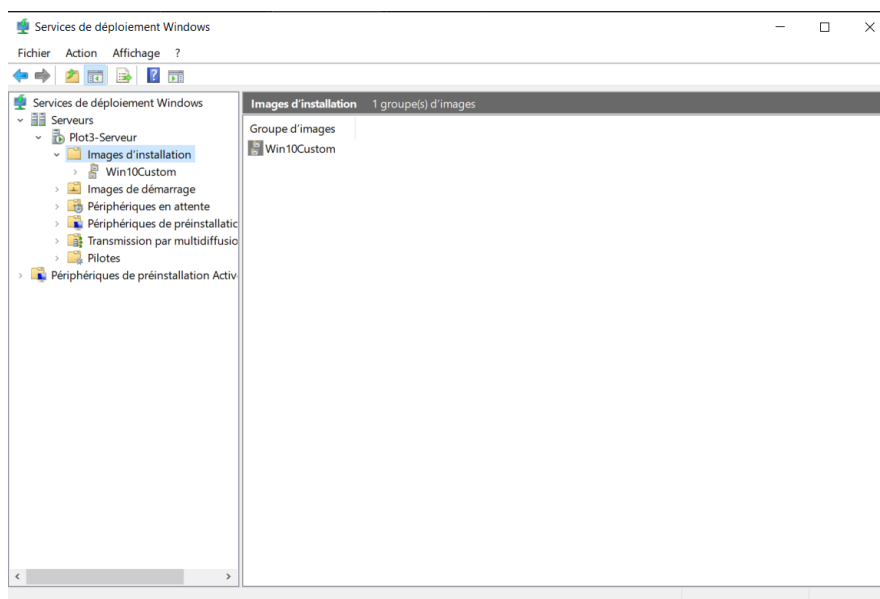 Services de déploiement Windows
Fichier Action Affichage ?
Services de déploiement Windows
Serveurs
Plot3-Serveur
Images d'installation
Win10Custom
Images de démarrage
Périphériques en attente
Périphériques de préinstallatic
Transmission par multidiffusio
Pilotes
Périphériques de préinstallation Activ
Images d'installation 1 groupe(s) d'images
Groupe d'images
Win10Custom